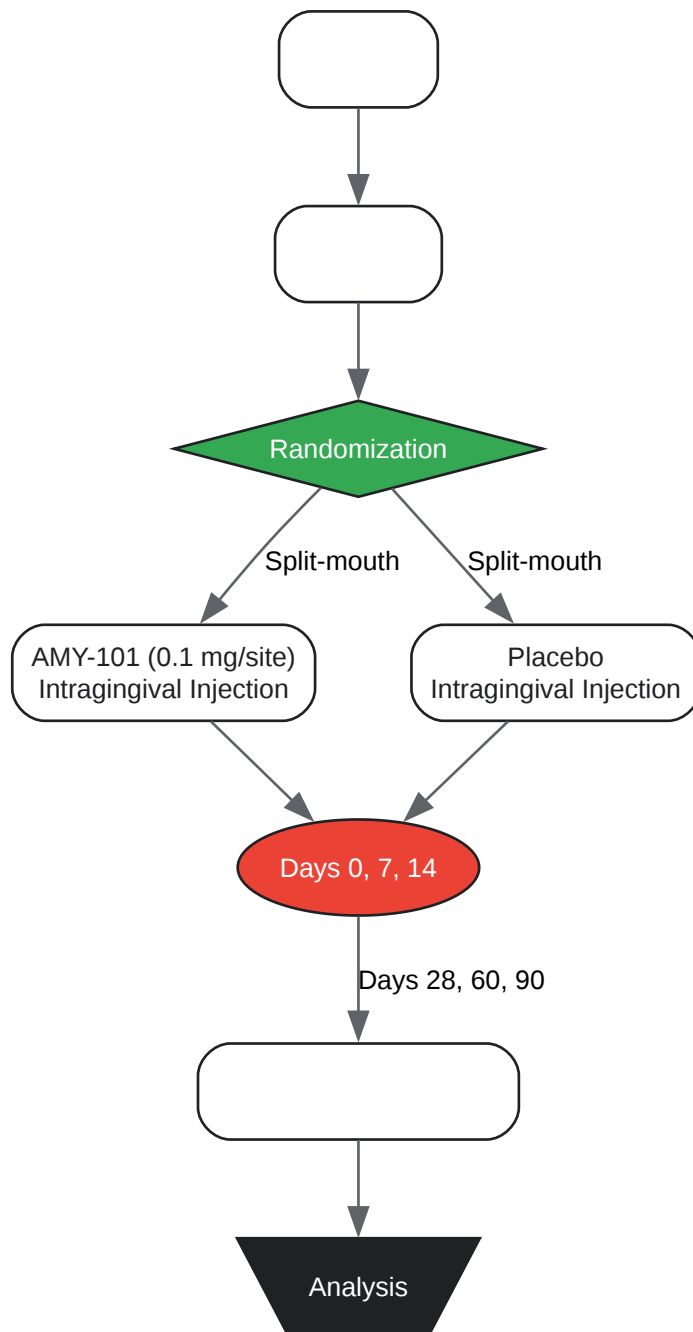 Randomization
Split-mouth
Split-mouth
AMY-101 (0.1 mg/site)
Intragingival Injection
Placebo
Intragingival Injection
Days 0, 7, 14
Days 28, 60, 90
Analysis